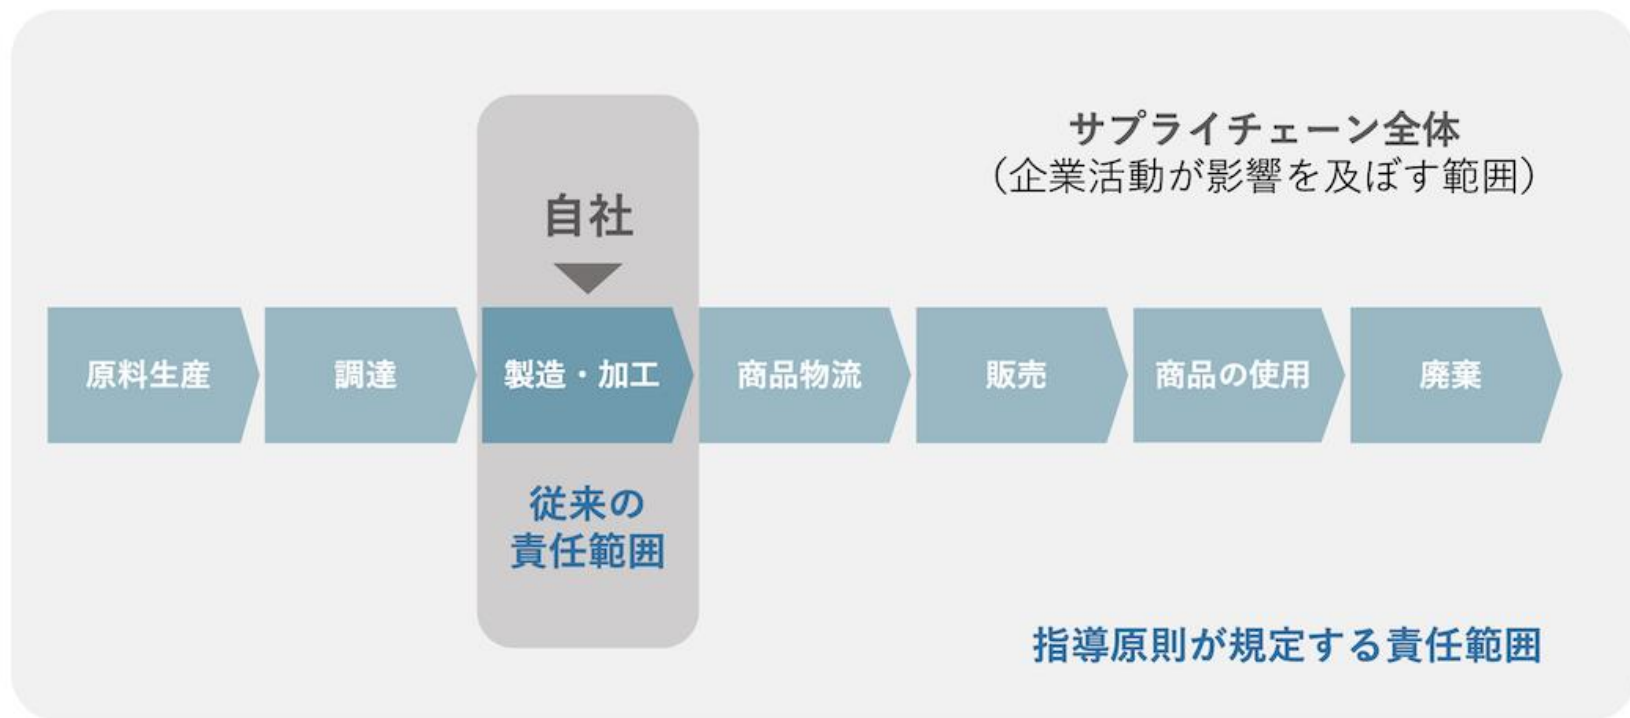 サプライチェーン全体
（企業活動が影響を及ぼす範囲）
自社
原料生産
調達
製造・加工
商品物流
販売
商品の使用
廃棄
従来の
責任範囲
指導原則が規定する責任範囲